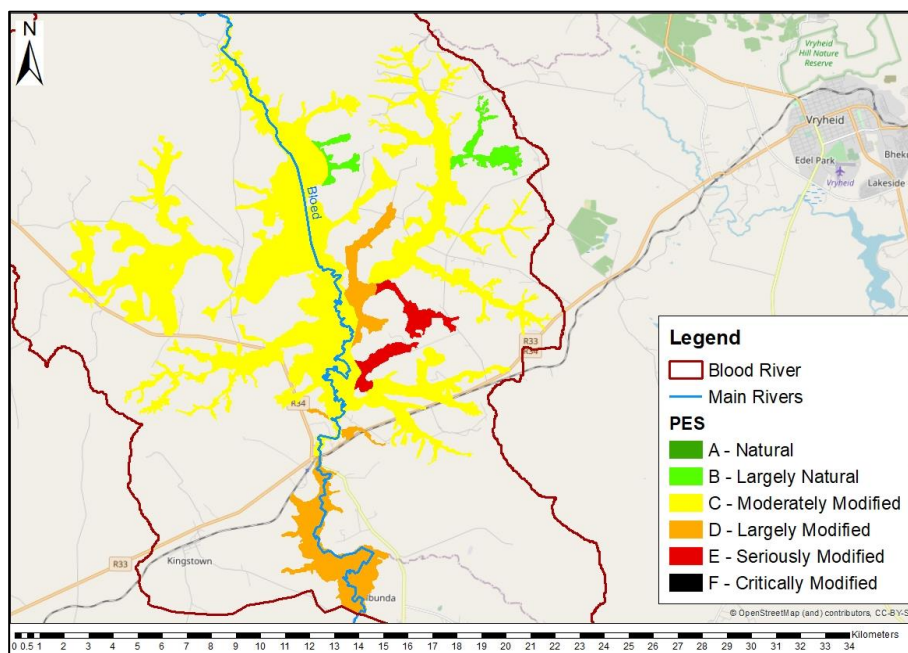 N
Vryheid
Hill Nature
Reserve
Vryheid
Edel Park
Bhek
Vryheid
Lakeside
Bloed
R33
R34
R34
R33
Kingstown
bunda
Legend
Blood River
Main Rivers
PES
A - Natural
B - Largely Natural
C - Moderately Modified
D - Largely Modified
E - Seriously Modified
F - Critically Modified
© OpenStreetMap (and) contributors, CC-BY-S
Kilometers
0 0.5 1 2 3 4 5 6 7 8 9 10 11 12 13 14 15 16 17 18 19 20 21 22 23 24 25 26 27 28 29 30 31 32 33 34